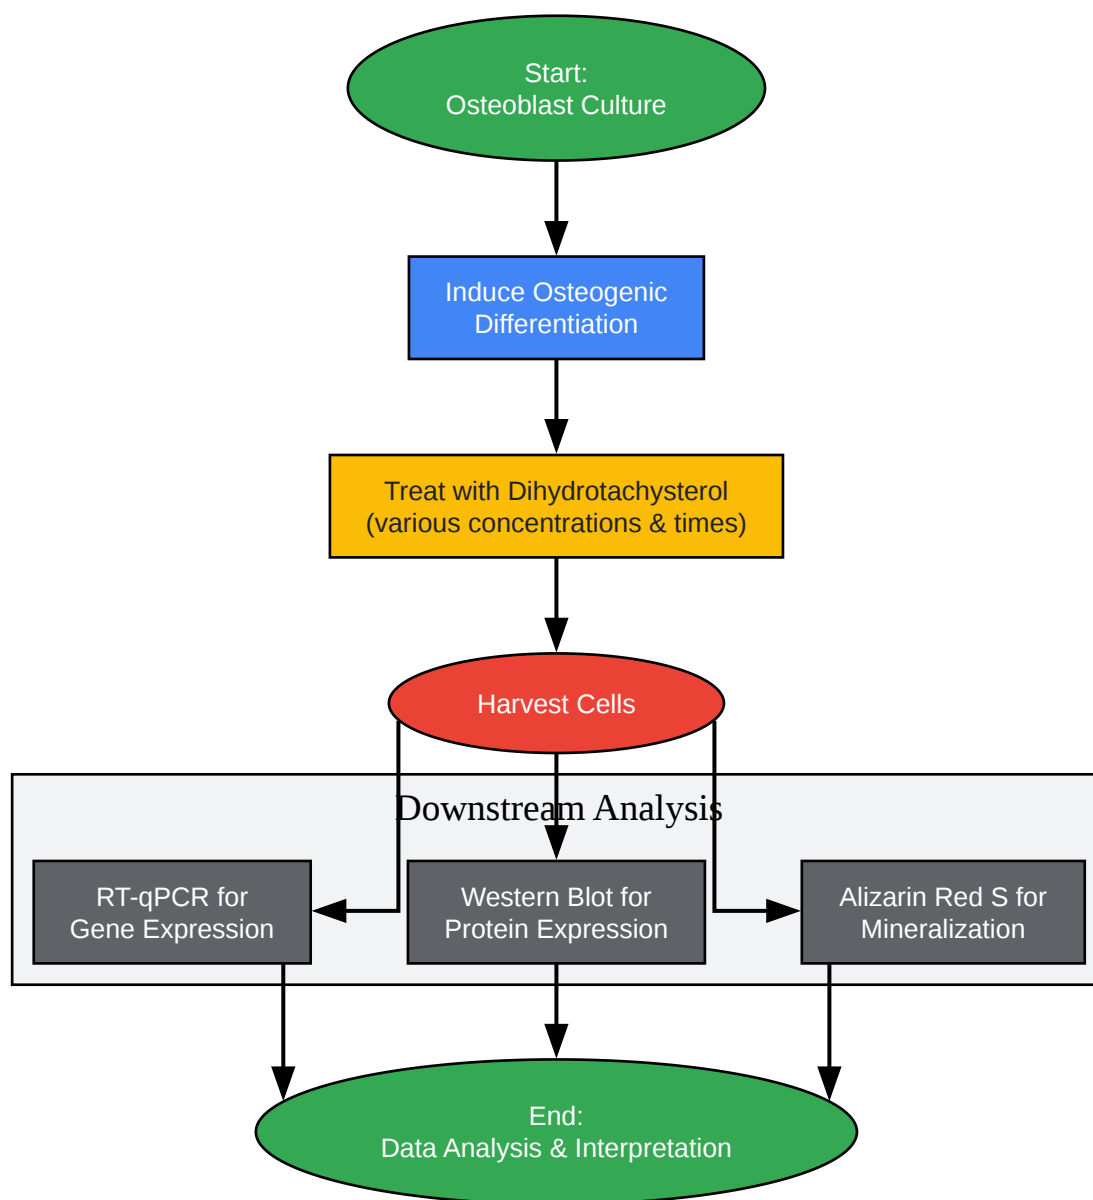 Start:
Osteoblast Culture
Induce Osteogenic
Differentiation
Treat with Dihydrotachysterol
(various concentrations & times)
Harvest Cells
Downstream Analysis
RT-qPCR for
Gene Expression
Western Blot for
Protein Expression
Alizarin Red S for
Mineralization
End:
Data Analysis & Interpretation